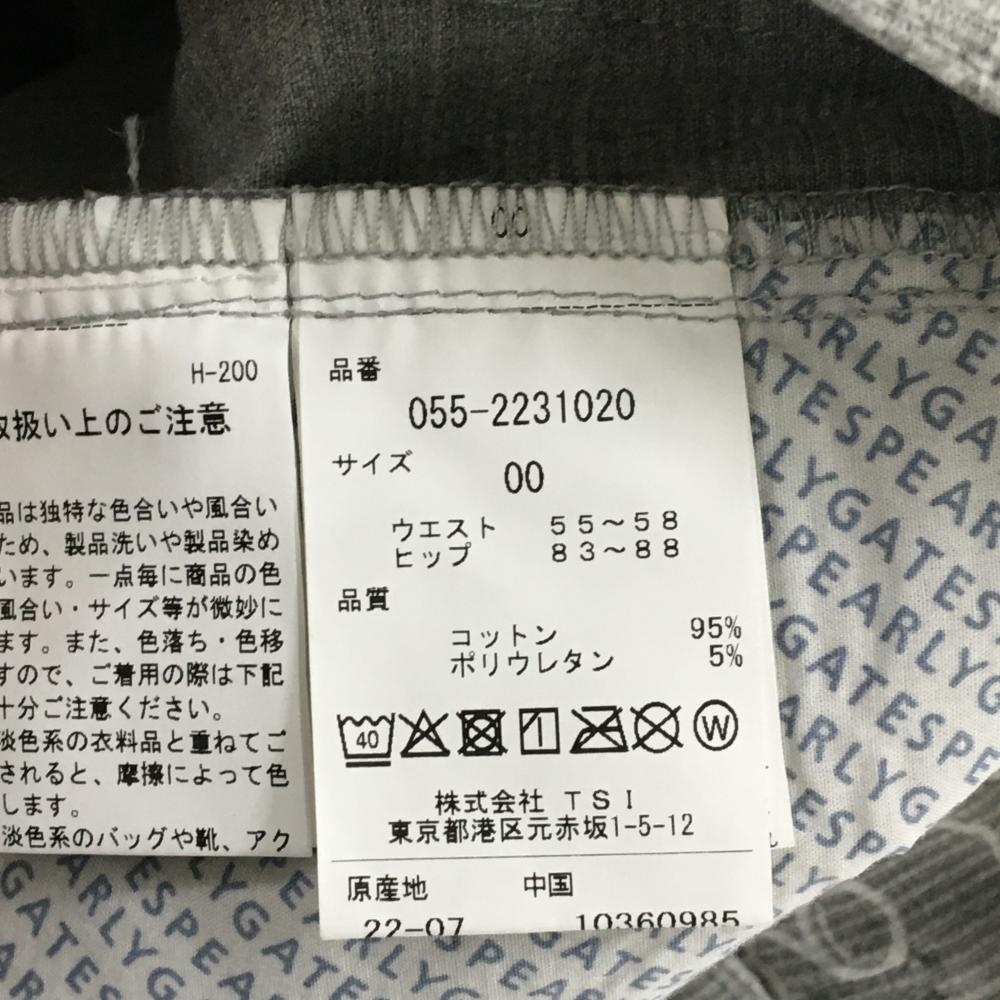 H-200
取扱い上のご注意
品は独特な色合いや風合い
ため、製品洗いや製品染め
います。一点毎に商品の色
風合い・サイズ等が微妙に
ます。また、色落ち・色移
すので、ご着用の際は下記
十分ご注意ください。
淡色系の衣料品と重ねてご
されると、摩擦によって色
します。
淡色系のバッグや靴、アク
00
品番
055-2231020
サイズ
00
ウエスト 55～58
ヒップ 83～88
品質
コットン 95%
ポリウレタン 5%
40
W
株式会社 TSI
東京都港区元赤坂1-5-12
原産地 中国
22-07 10360985
PEARLYGATES